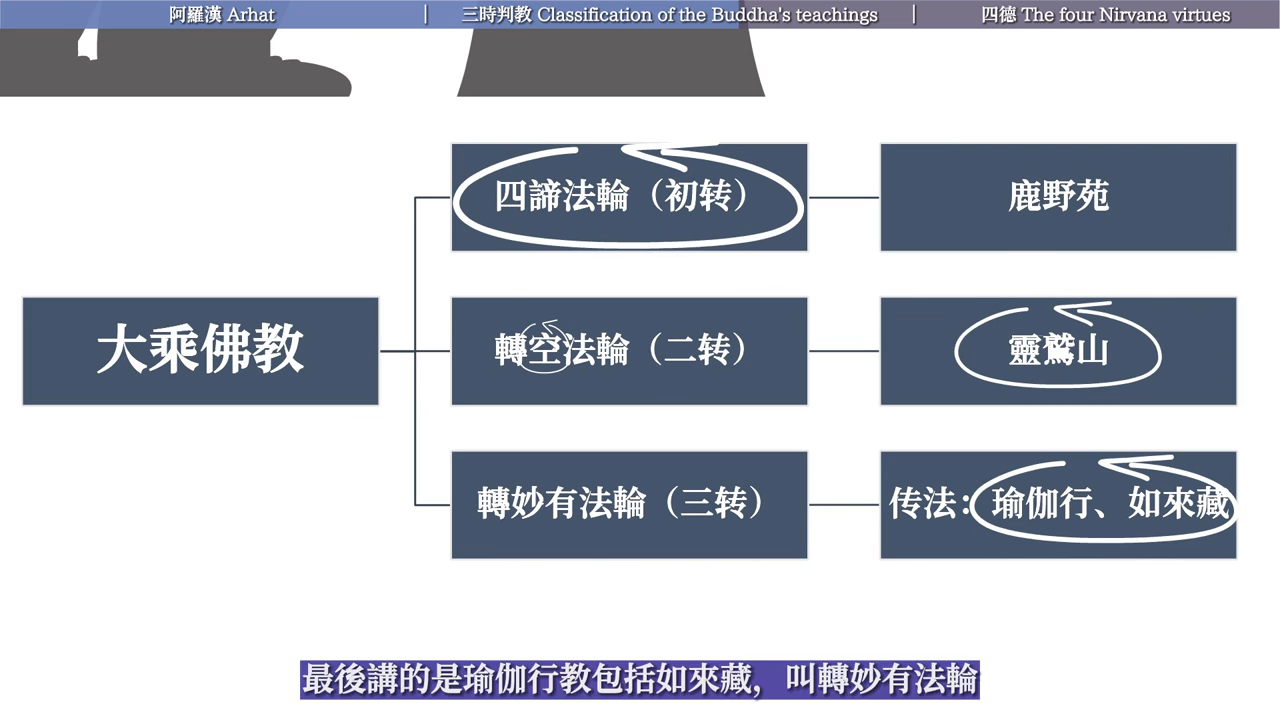 阿羅漢 Arhat | 三時判教 Classification of the Buddha's teachings | 四德 The four Nirvana virtues
四諦法輪（初转）
鹿野苑
大乘佛教
轉空法輪（二转）
靈鷲山
轉妙有法輪（三转）
传法：瑜伽行、如來藏
最後講的是瑜伽行教包括如來藏，叫轉妙有法輪